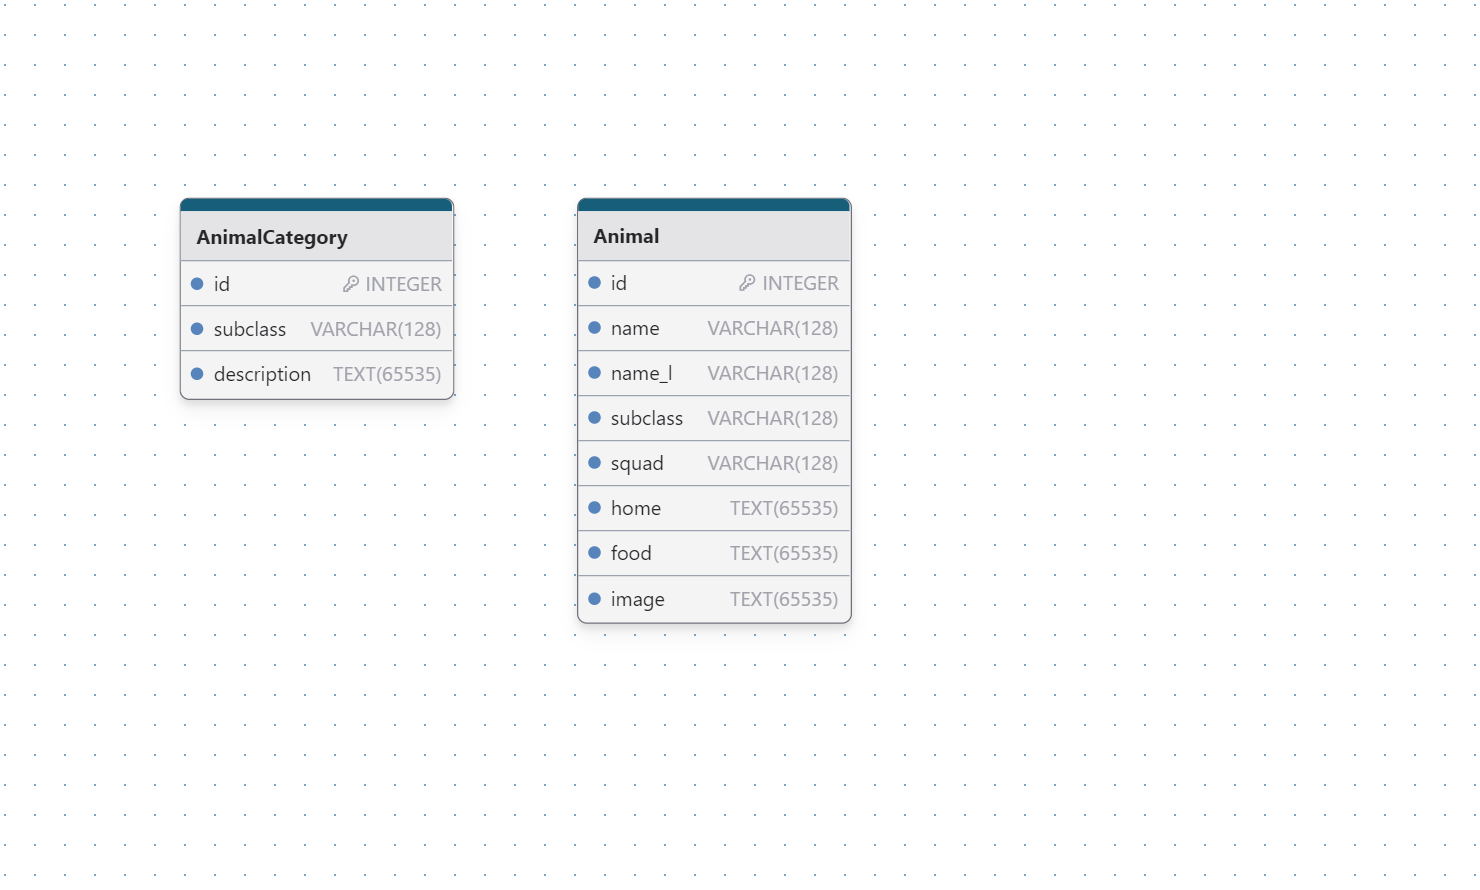 AnimalCategory
id INTEGER
subclass VARCHAR(128)
description TEXT(65535)
Animal
id INTEGER
name VARCHAR(128)
name_l VARCHAR(128)
subclass VARCHAR(128)
squad VARCHAR(128)
home TEXT(65535)
food TEXT(65535)
image TEXT(65535)